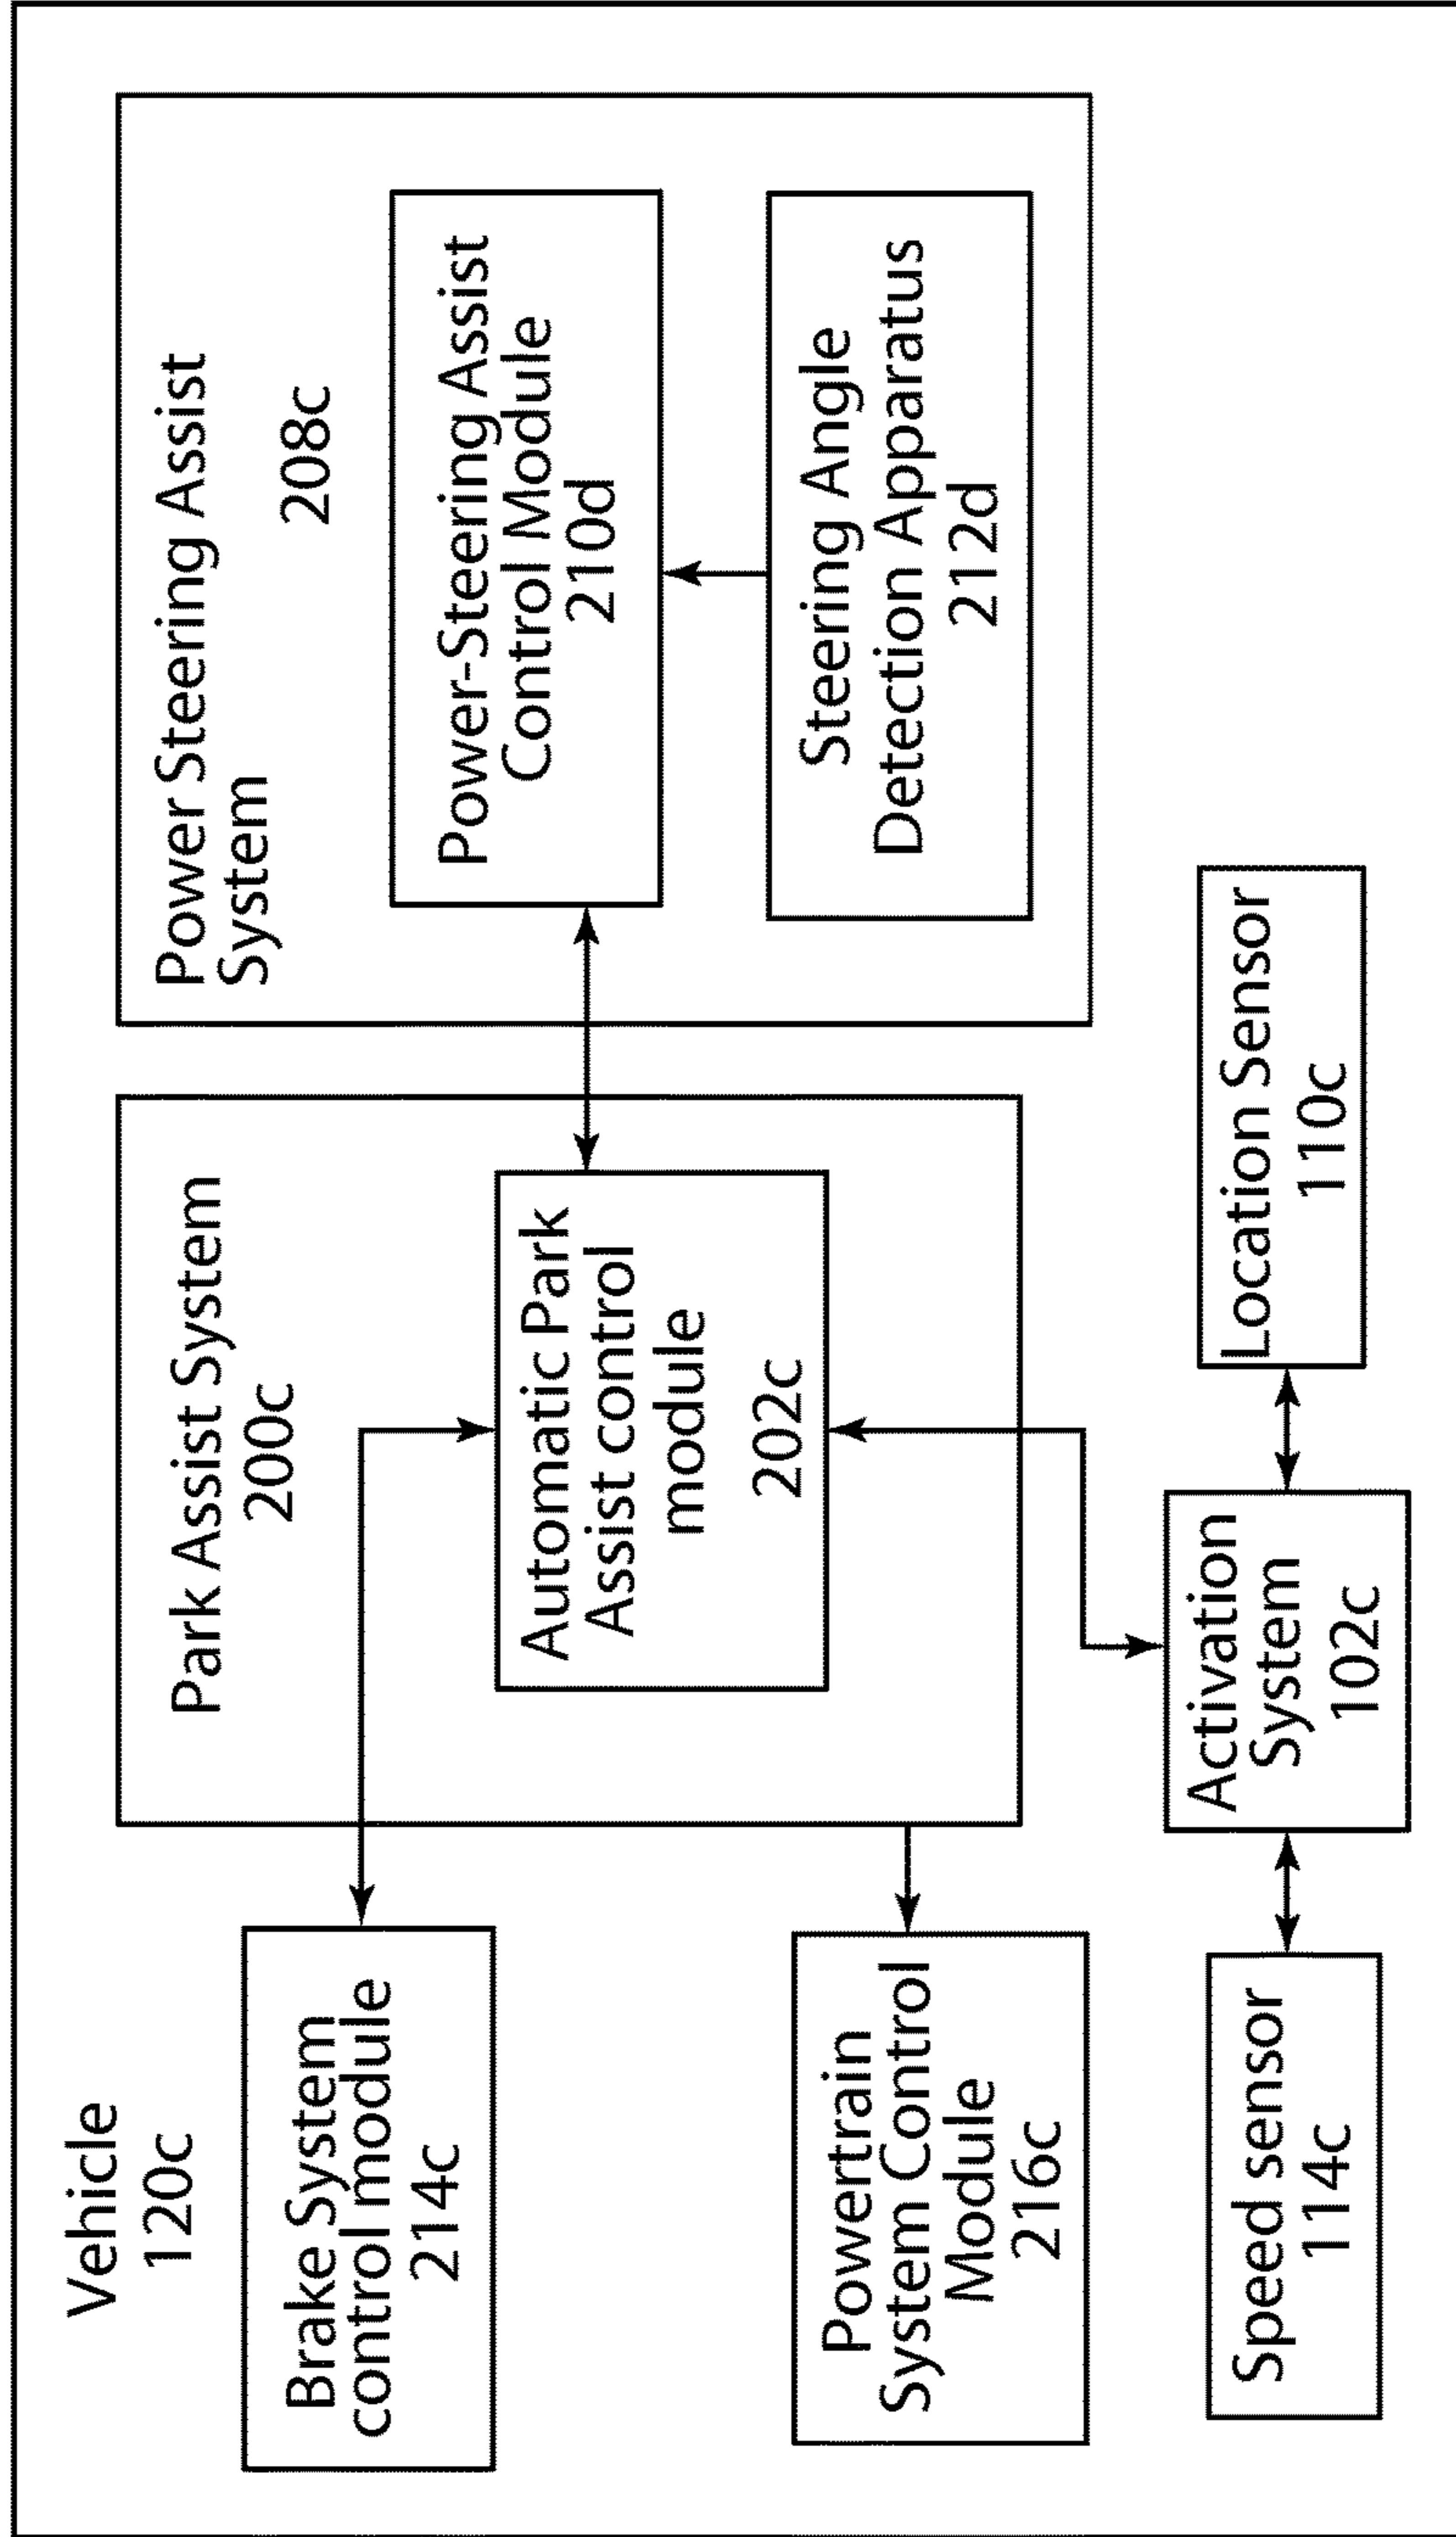 Vehicle
120c
Brake System
control module
214c
Powertrain
System Control
Module
216c
Speed sensor
114c
Park Assist System
200c
Automatic Park
Assist control
module
202c
Activation
System
102c
Location Sensor
110c
Power Steering Assist
System
208c
Power-Steering Assist
Control Module
210d
Steering Angle
Detection Apparatus
212d